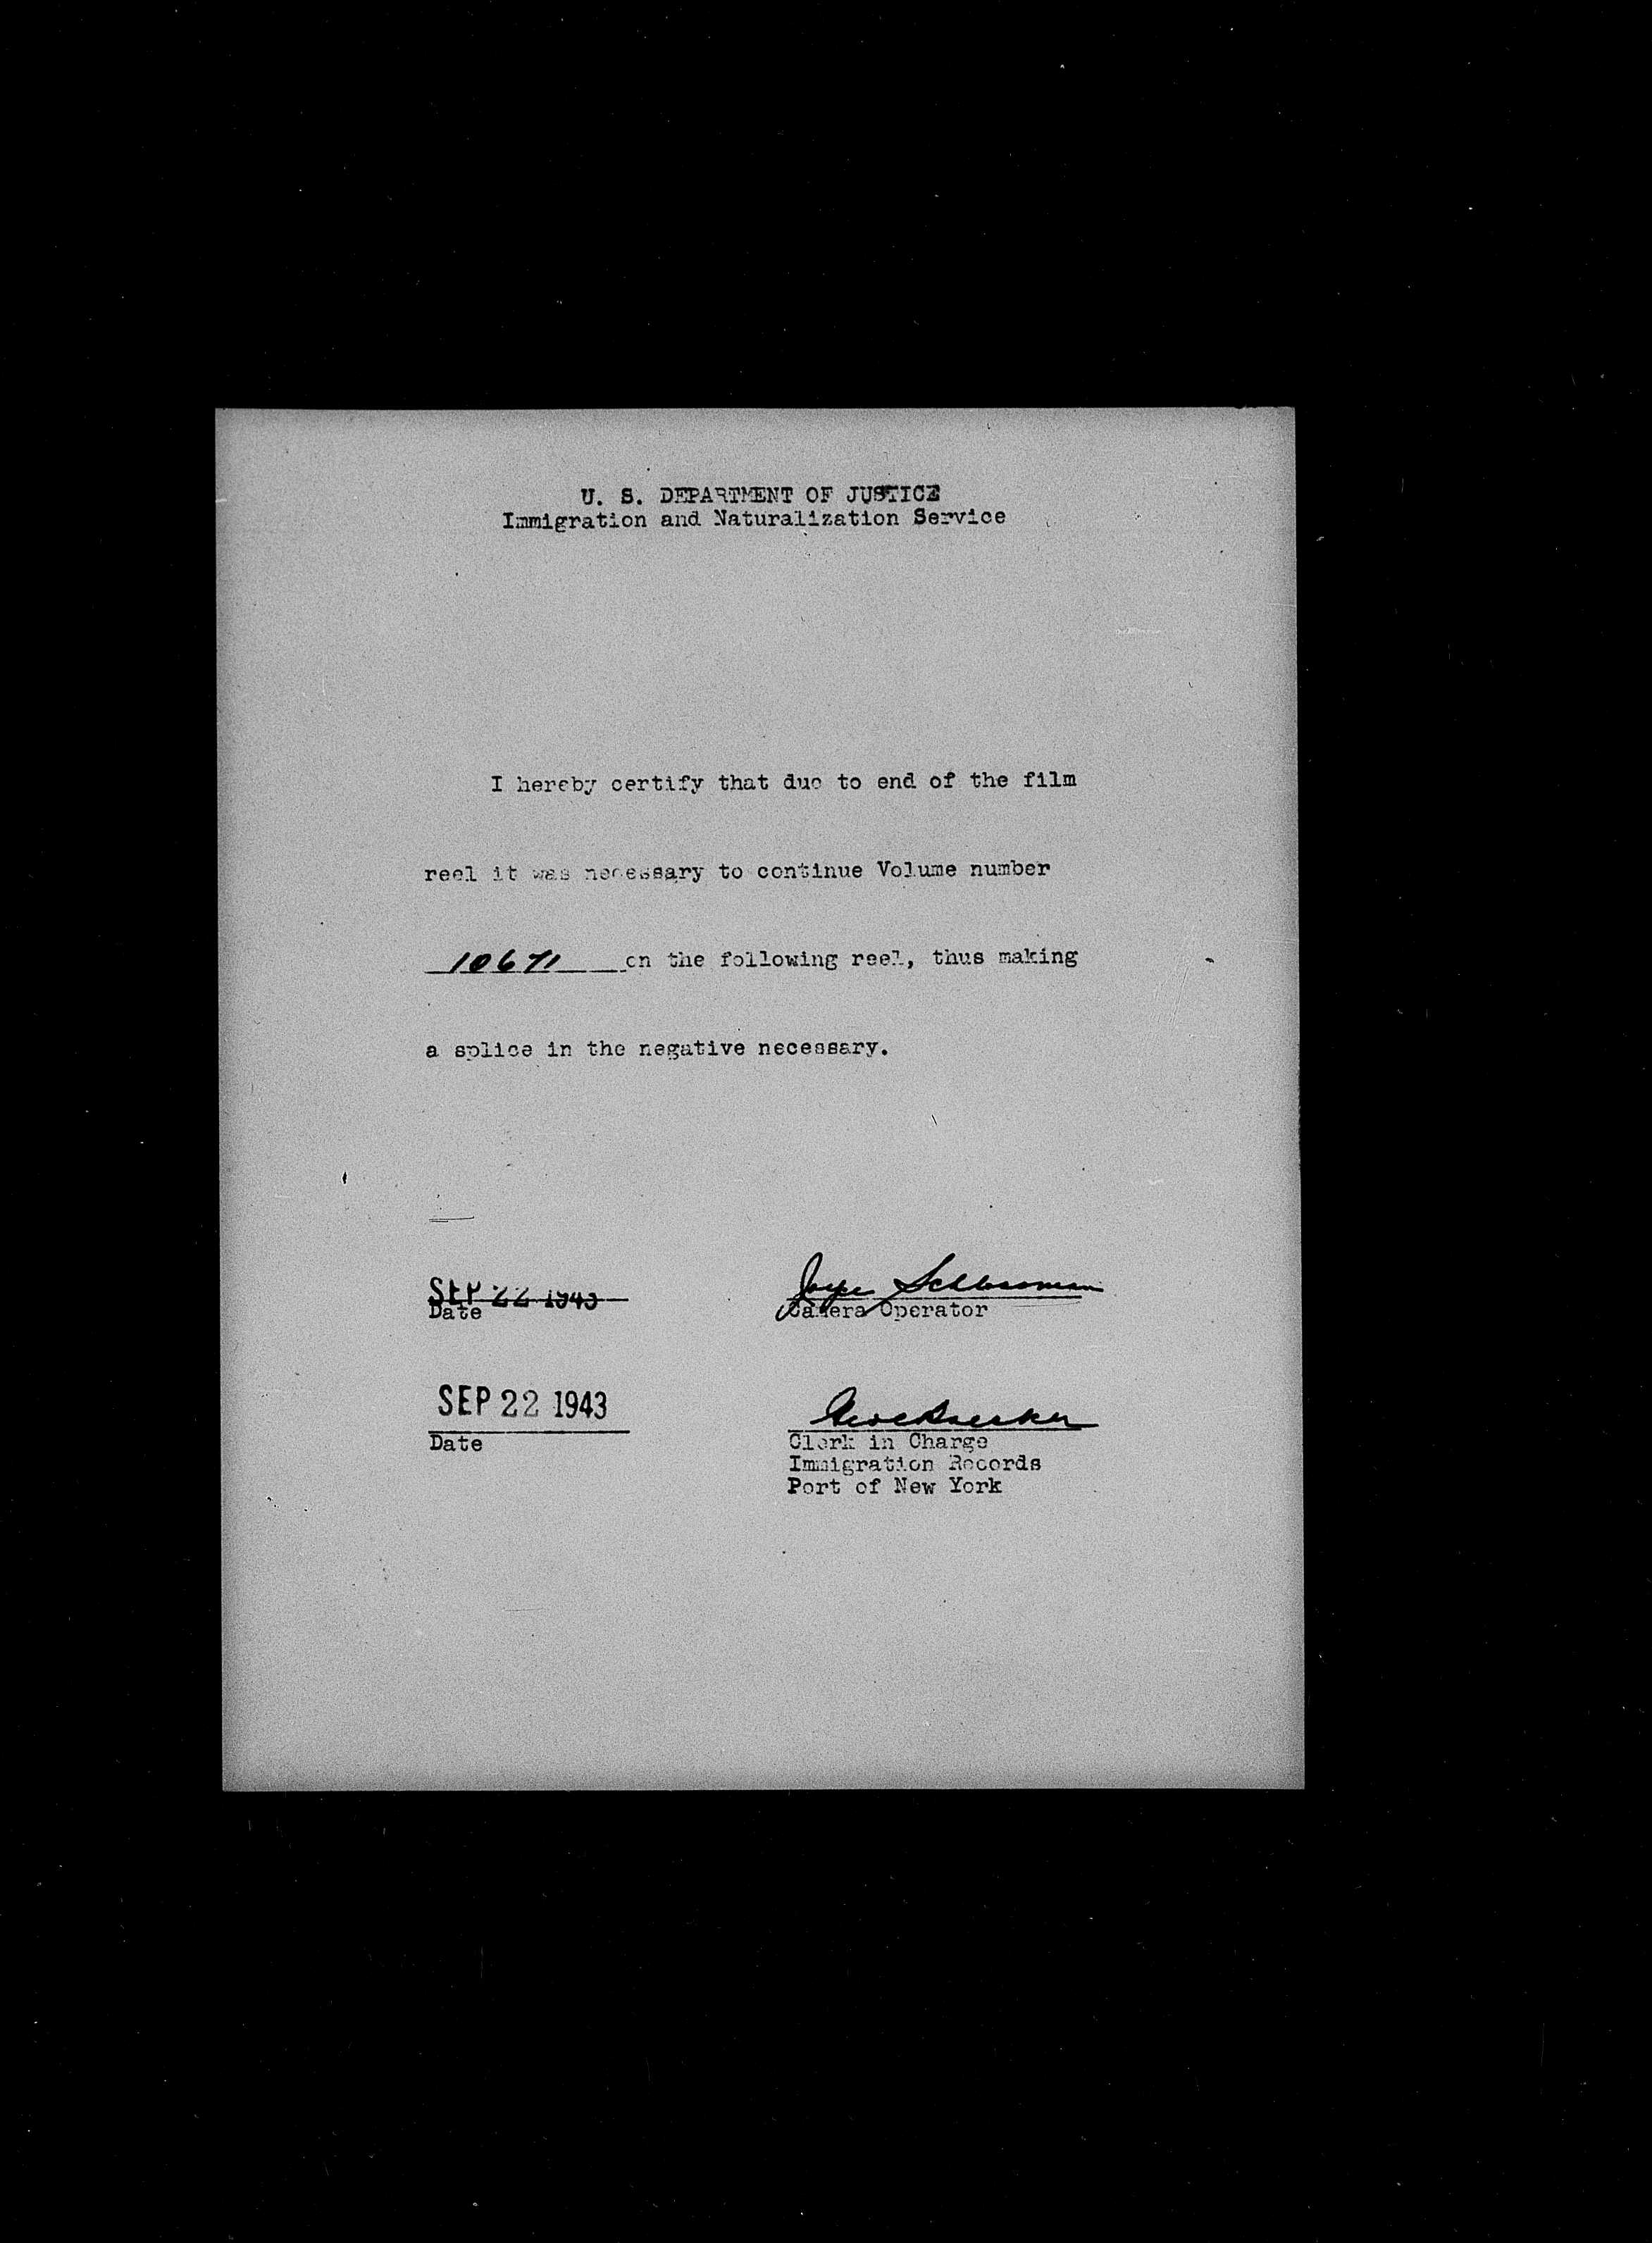 U. S. DEPARTMENT OF JUSTICE
Immigration and Naturalization Service
I hereby certify that due to end of the film
reel it was necessary to continue Volume number
10671 on the following reel, thus making
a splice in the negative necessary.
SEP 22 1943
Date
Camera Operator
SEP 22 1943
Date
Clerk in Charge
Immigration Records
Port of New York